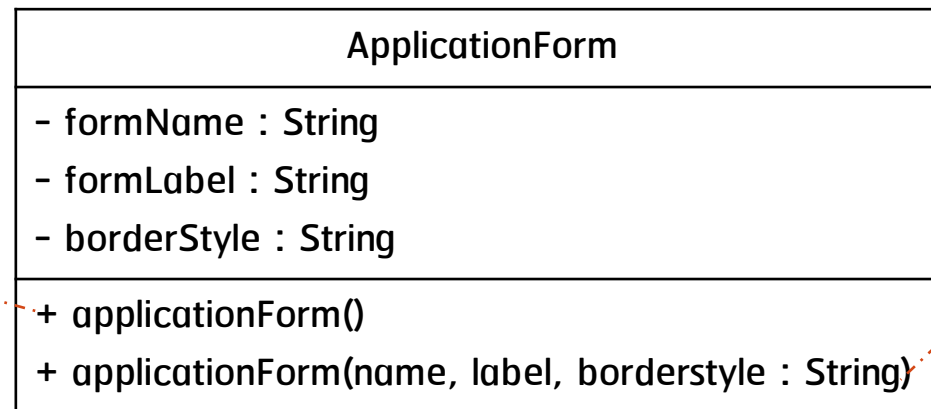 ApplicationForm
- formName : String
- formLabel : String
- borderStyle : String
+ applicationForm()
+ applicationForm(name, label, borderstyle : String)